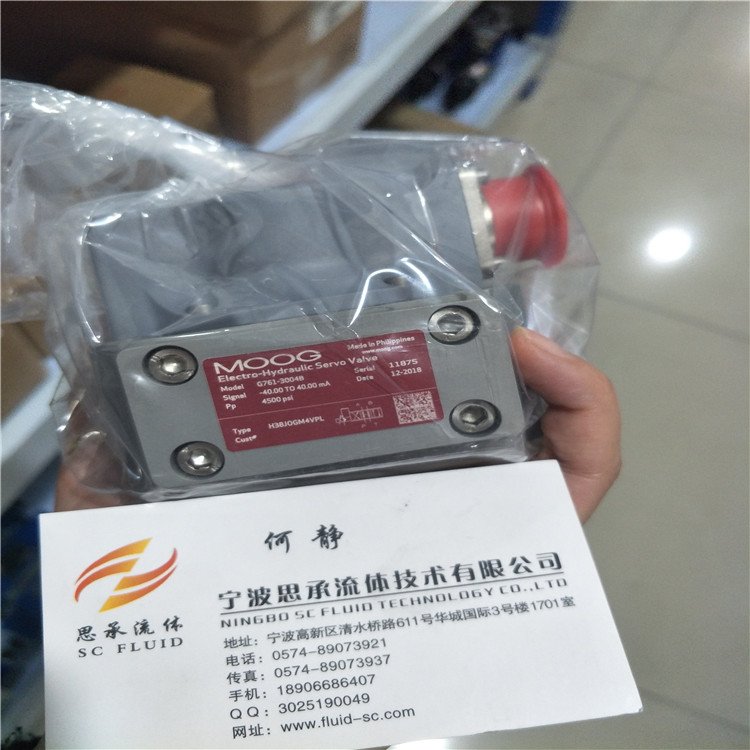 MOOG
Made in Philippines
www.moog.com
Electro-Hydraulic Servo Valve
Model G761-3004B Serial 11875
Signal -40.00 TO 40.00 mA Date 12-2018
Pp 4500 psi
Type H38JOGM4VPL
Cust#
何静
思承流体
SC FLUID
宁波思承流体技术有限公司
NINGBO SC FLUID TECHNOLOGY CO.,LTD
地址：宁波高新区清水桥路611号华城国际3号楼1701室
电话：0574-89073921
传真：0574-89073937
手机：18906686407
QQ：3025190049
网址：www.fluid-sc.com